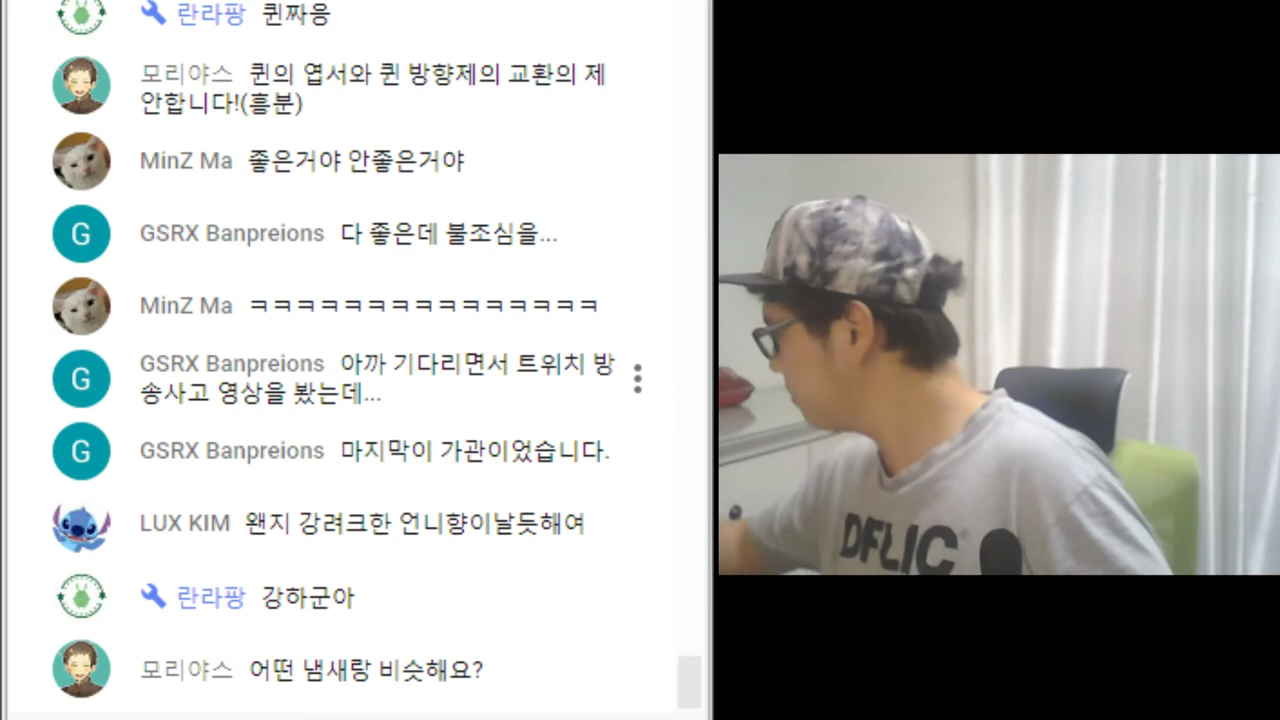 란라팡 퀸짜응
모리야스 퀸의 엽서와 퀸 방향제의 교환의 제
안합니다!(흥분)
MinZ Ma 좋은거야 안좋은거야
G GSRX Banpreions 다 좋은데 불조심을...
MinZ Ma ㅋㅋㅋㅋㅋㅋㅋㅋㅋㅋㅋㅋㅋㅋㅋ
G GSRX Banpreions 아까 기다리면서 트위치 방
송사고 영상을 봤는데...
G GSRX Banpreions 마지막이 가관이었습니다.
LUX KIM 왠지 강려크한 언니향이날듯해여
란라팡 강하군아
모리야스 어떤 냄새랑 비슷해요?
DFLIC